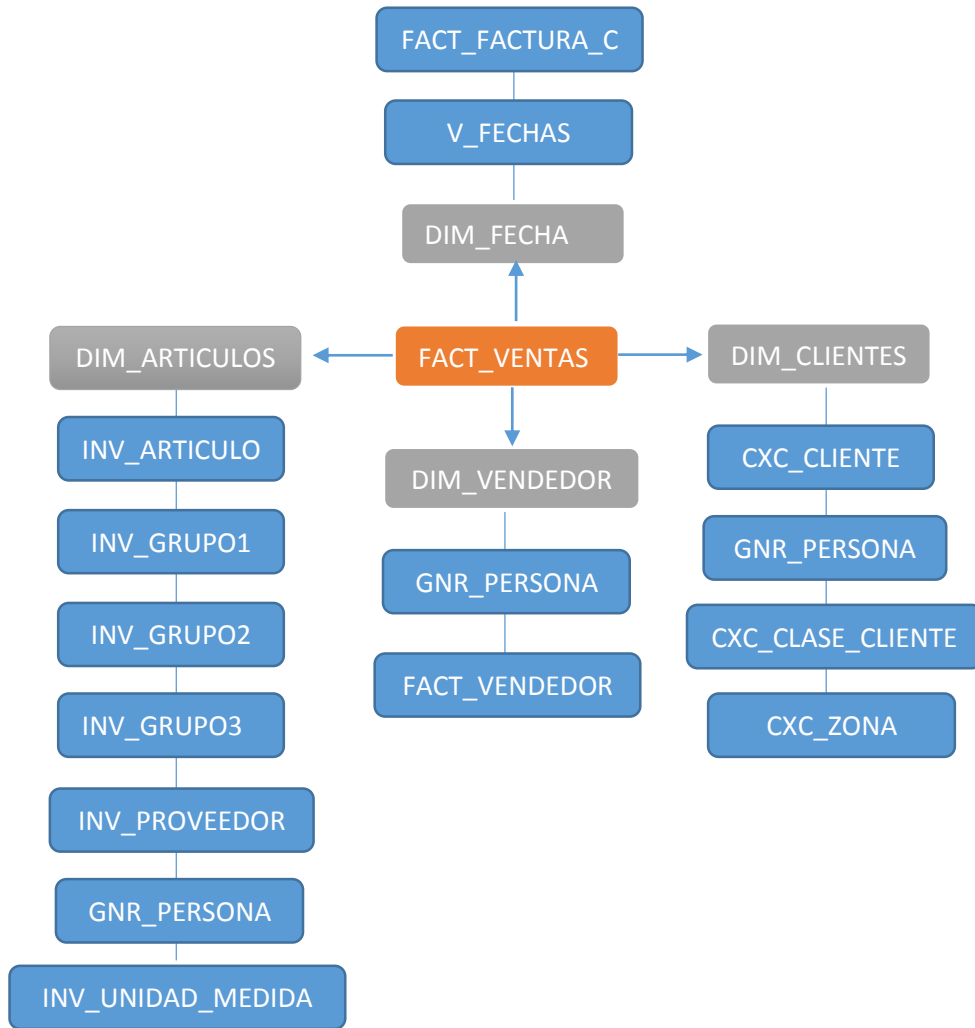 FACT_FACTURA_C
V_FECHAS
DIM_FECHA
DIM_ARTICULOS
FACT_VENTAS
DIM_CLIENTES
INV_ARTICULO
INV_GRUPO1
INV_GRUPO2
INV_GRUPO3
INV_PROVEEDOR
GNR_PERSONA
INV_UNIDAD_MEDIDA
DIM_VENDEDOR
GNR_PERSONA
FACT_VENDEDOR
CXC_CLIENTE
GNR_PERSONA
CXC_CLASE_CLIENTE
CXC_ZONA